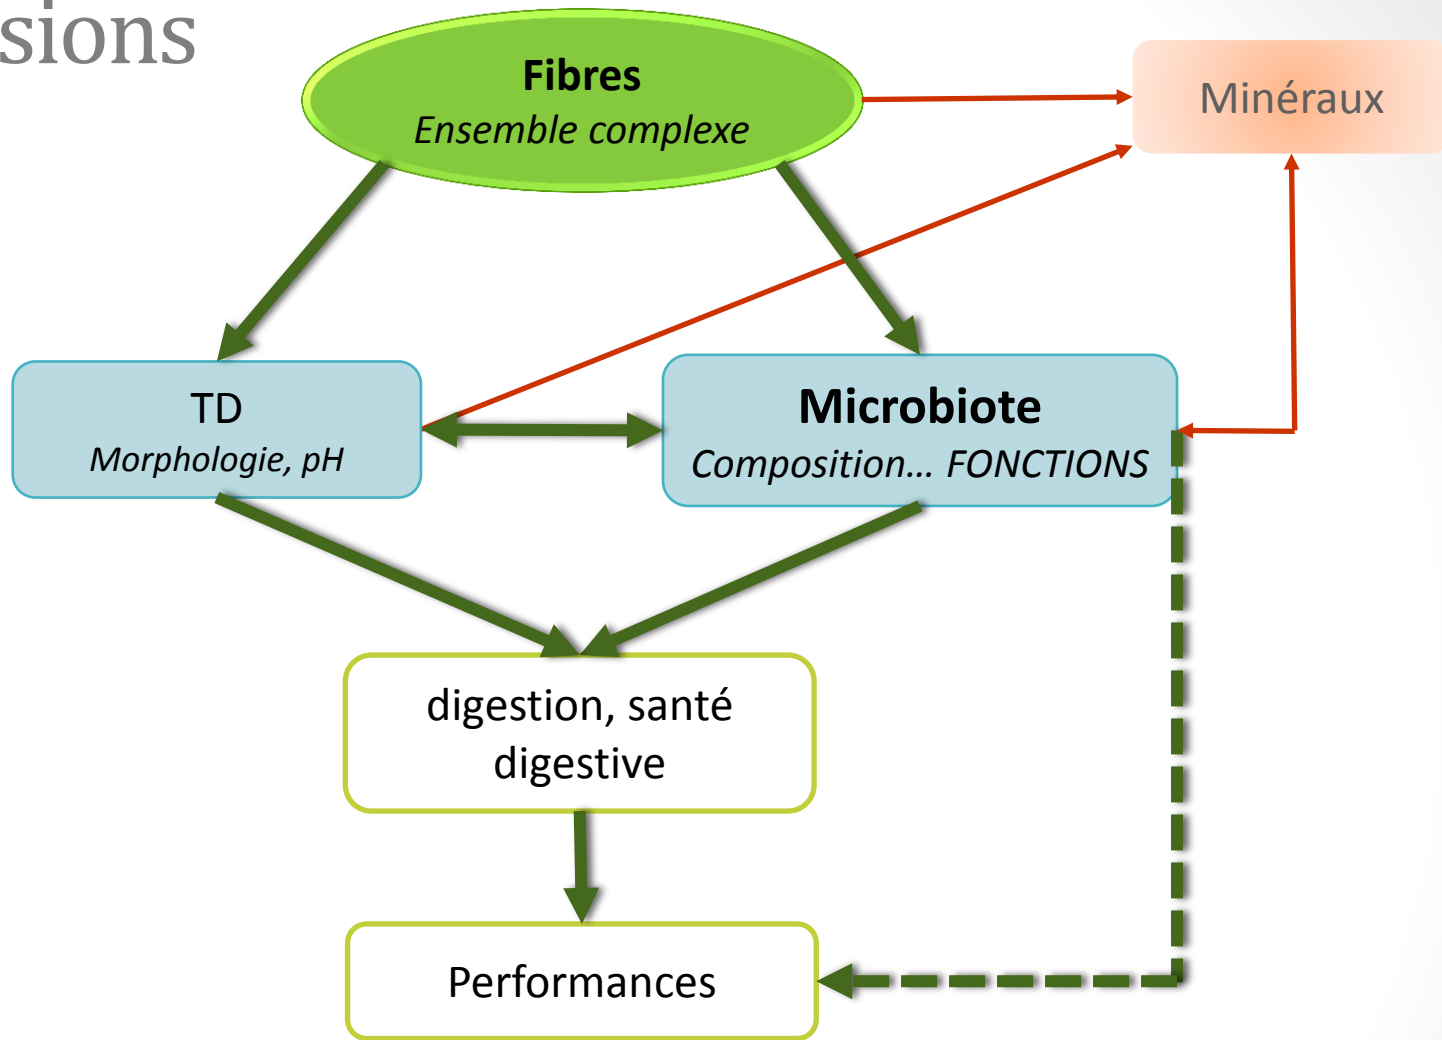 sions
Fibres
Ensemble complexe
Minéraux
TD
Morphologie, pH
Microbiote
Composition... FONCTIONS
digestion, santé
digestive
Performances